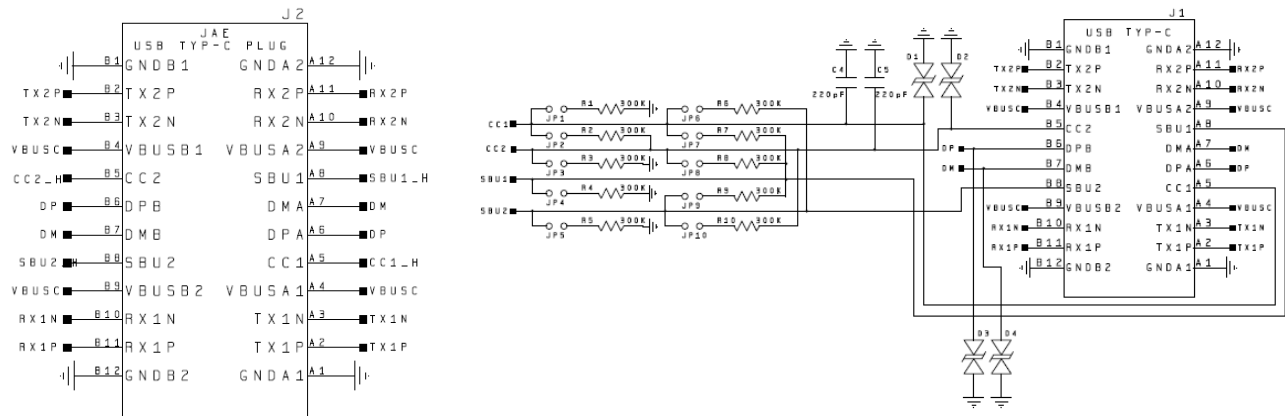 J2
JAE
USB TYP-C PLUG
B1 GNDB1 GNDA2 A12
TX2P B2 TX2P RX2P A11 RX2P
TX2N B3 TX2N RX2N A10 RX2N
VBUSC B4 VBUSB1 VBUSA2 A9 VBUSC
CC2_H B5 CC2 SBU1 A8 SBU1_H
DP B6 DPB DMA A7 DM
DM B7 DMB DPA A6 DP
SBU2_H B8 SBU2 CC1 A5 CC1_H
VBUSC B9 VBUSB2 VBUSA1 A4 VBUSC
RX1N B10 RX1N TX1N A3 TX1N
RX1P B11 RX1P TX1P A2 TX1P
B12 GNDB2 GNDA1 A1
C4 C5 D1 D2
220pF 220pF
R1 300K R6 300K
CC1 JP1 JP6
R2 300K R7 300K
CC2 JP2 JP7
R3 300K R8 300K
SBU1 JP3 JP8
R4 300K R9 300K
JP4 JP9
SBU2
R5 300K R10 300K
JP5 JP10
J1
USB TYP-C
B1 GNDB1 GNDA2 A12
TX2P B2 TX2P RX2P A11 RX2P
TX2N B3 TX2N RX2N A10 RX2N
VBUSC B4 VBUSB1 VBUSA2 A9 VBUSC
B5 CC2 SBU1 A8
DP B6 DPB DMA A7 DM
DM B7 DMB DPA A6 DP
B8 SBU2 CC1 A5
VBUSC B9 VBUSB2 VBUSA1 A4 VBUSC
RX1N B10 RX1N TX1N A3 TX1N
RX1P B11 RX1P TX1P A2 TX1P
B12 GNDB2 GNDA1 A1
D3 D4